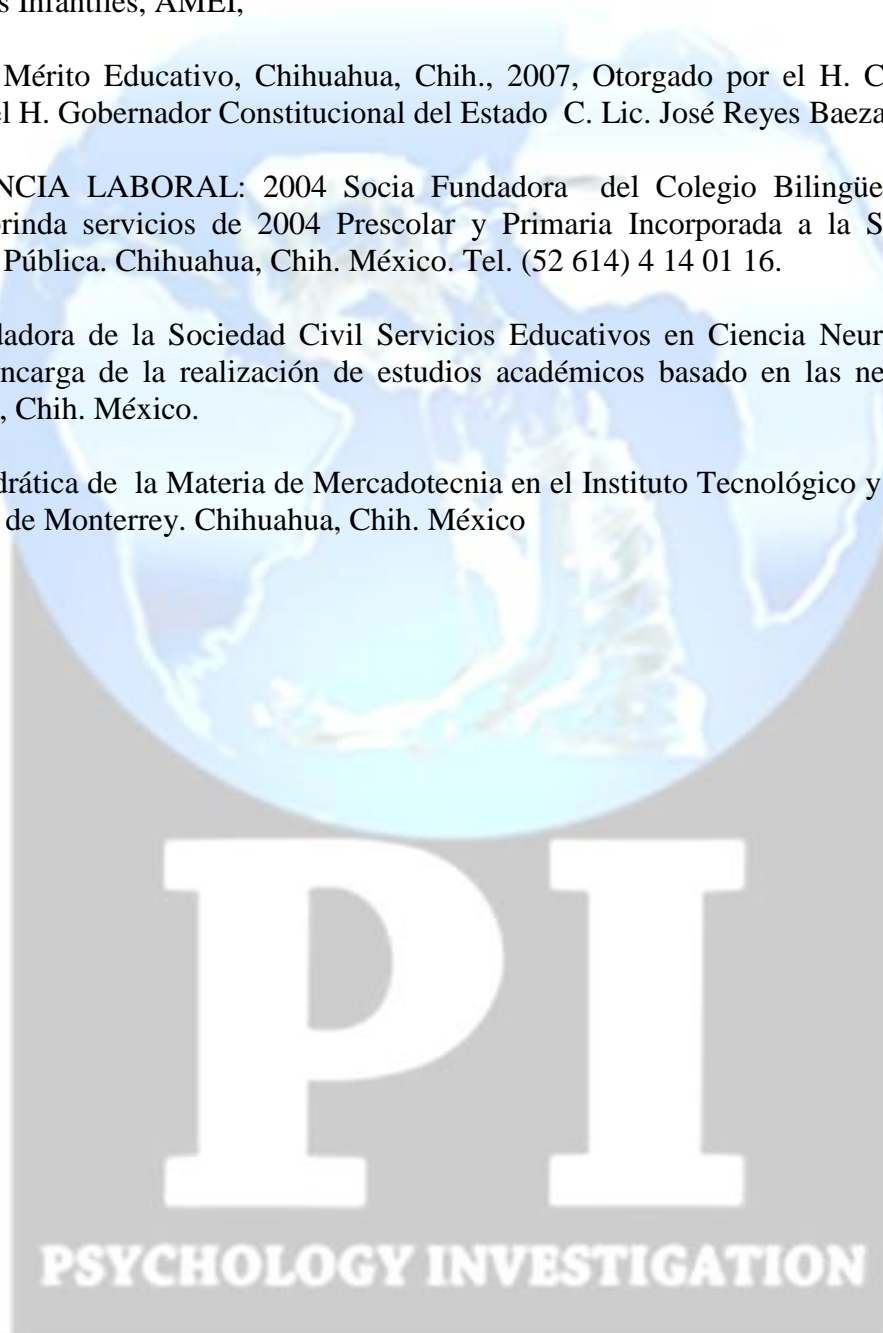 s Infantiles, AMEI,
Mérito Educativo, Chihuahua, Chih., 2007, Otorgado por el H. C
el H. Gobernador Constitucional del Estado C. Lic. José Reyes Baeza
NCIA LABORAL: 2004 Socia Fundadora del Colegio Bilingüe
brinda servicios de 2004 Prescolar y Primaria Incorporada a la S
Pública. Chihuahua, Chih. México. Tel. (52 614) 4 14 01 16.
dadora de la Sociedad Civil Servicios Educativos en Ciencia Neur
encarga de la realización de estudios académicos basado en las ne
, Chih. México.
drática de la Materia de Mercadotecnia en el Instituto Tecnológico y
de Monterrey. Chihuahua, Chih. México
PI
PSYCHOLOGY INVESTIGATION